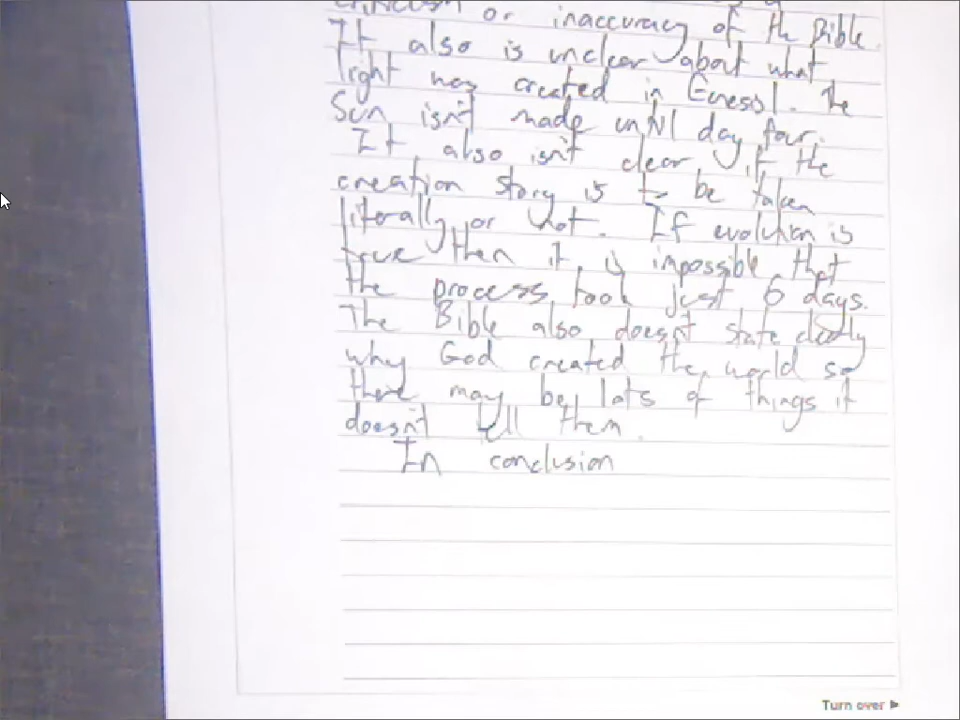 criticism or inaccuracy of the Bible.
It also is unclear about what
light was created in Genesis 1. The
Sun isn't made until day four.
It also isn't clear if the
creation story is to be taken
literally or not. If evolution is
true then it is impossible that
the process took just 6 days.
The Bible also doesn't state clearly
why God created the world so
there may be lots of things it
doesn't tell them.
In conclusion
Turn over ►